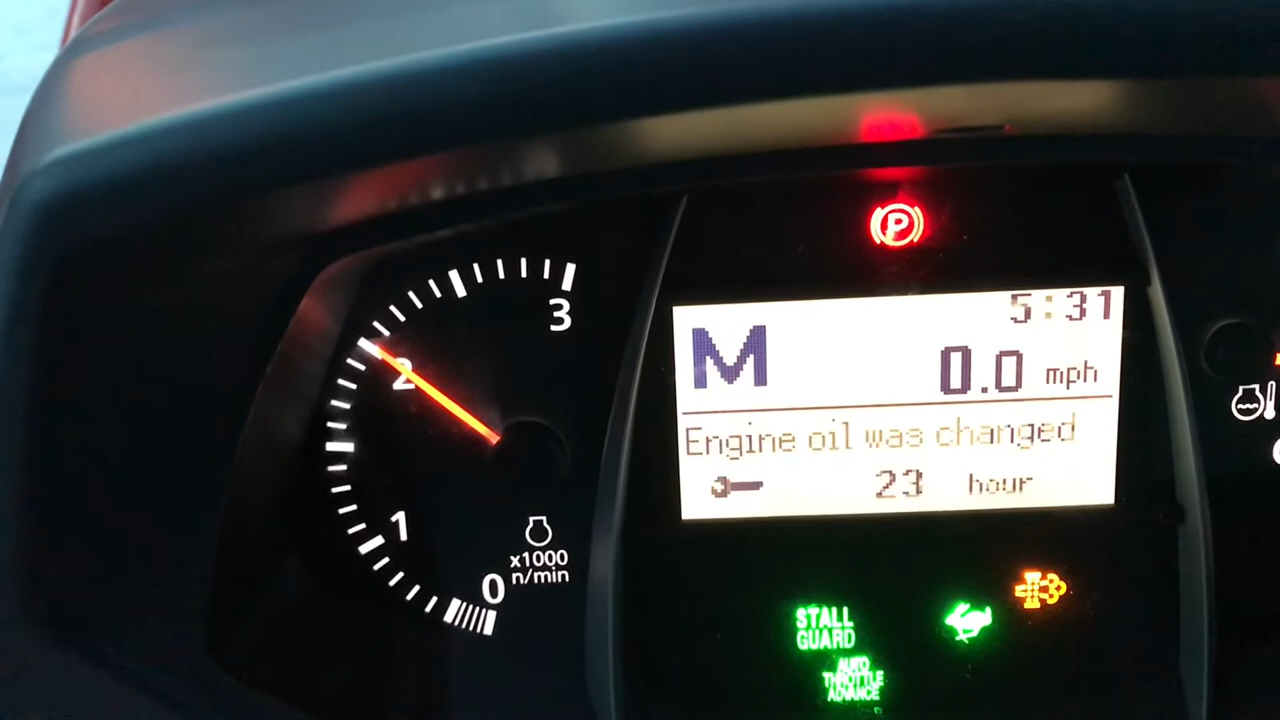 P
5:31
M
0.0 mph
Engine oil was changed
23 hour
3
2
1
0
x1000
n/min
STALL
GUARD
AUTO
THROTTLE
ADVANCE